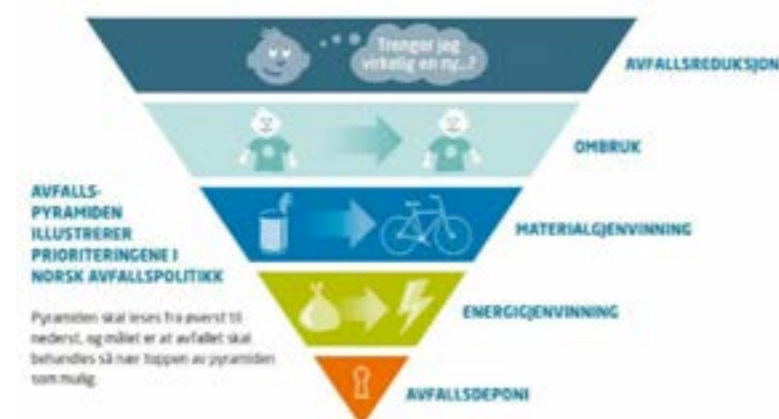 Trenger jeg
virkelig en ny...?
AVFALLSREDUKSJON
OMBRUK
AVFALLS-
PYRAMIDEN
ILLUSTRERER
PRIORITERINGENE I
NORSK AVFALLSPOLITIKK
MATERIALGJENVINNING
Pyramiden skal leses fra øverst til
nederst, og målet er at avfallet skal
behandles så nær toppen av pyramiden
som mulig.
ENERGIGJENVINNING
AVFALLSDEPONI